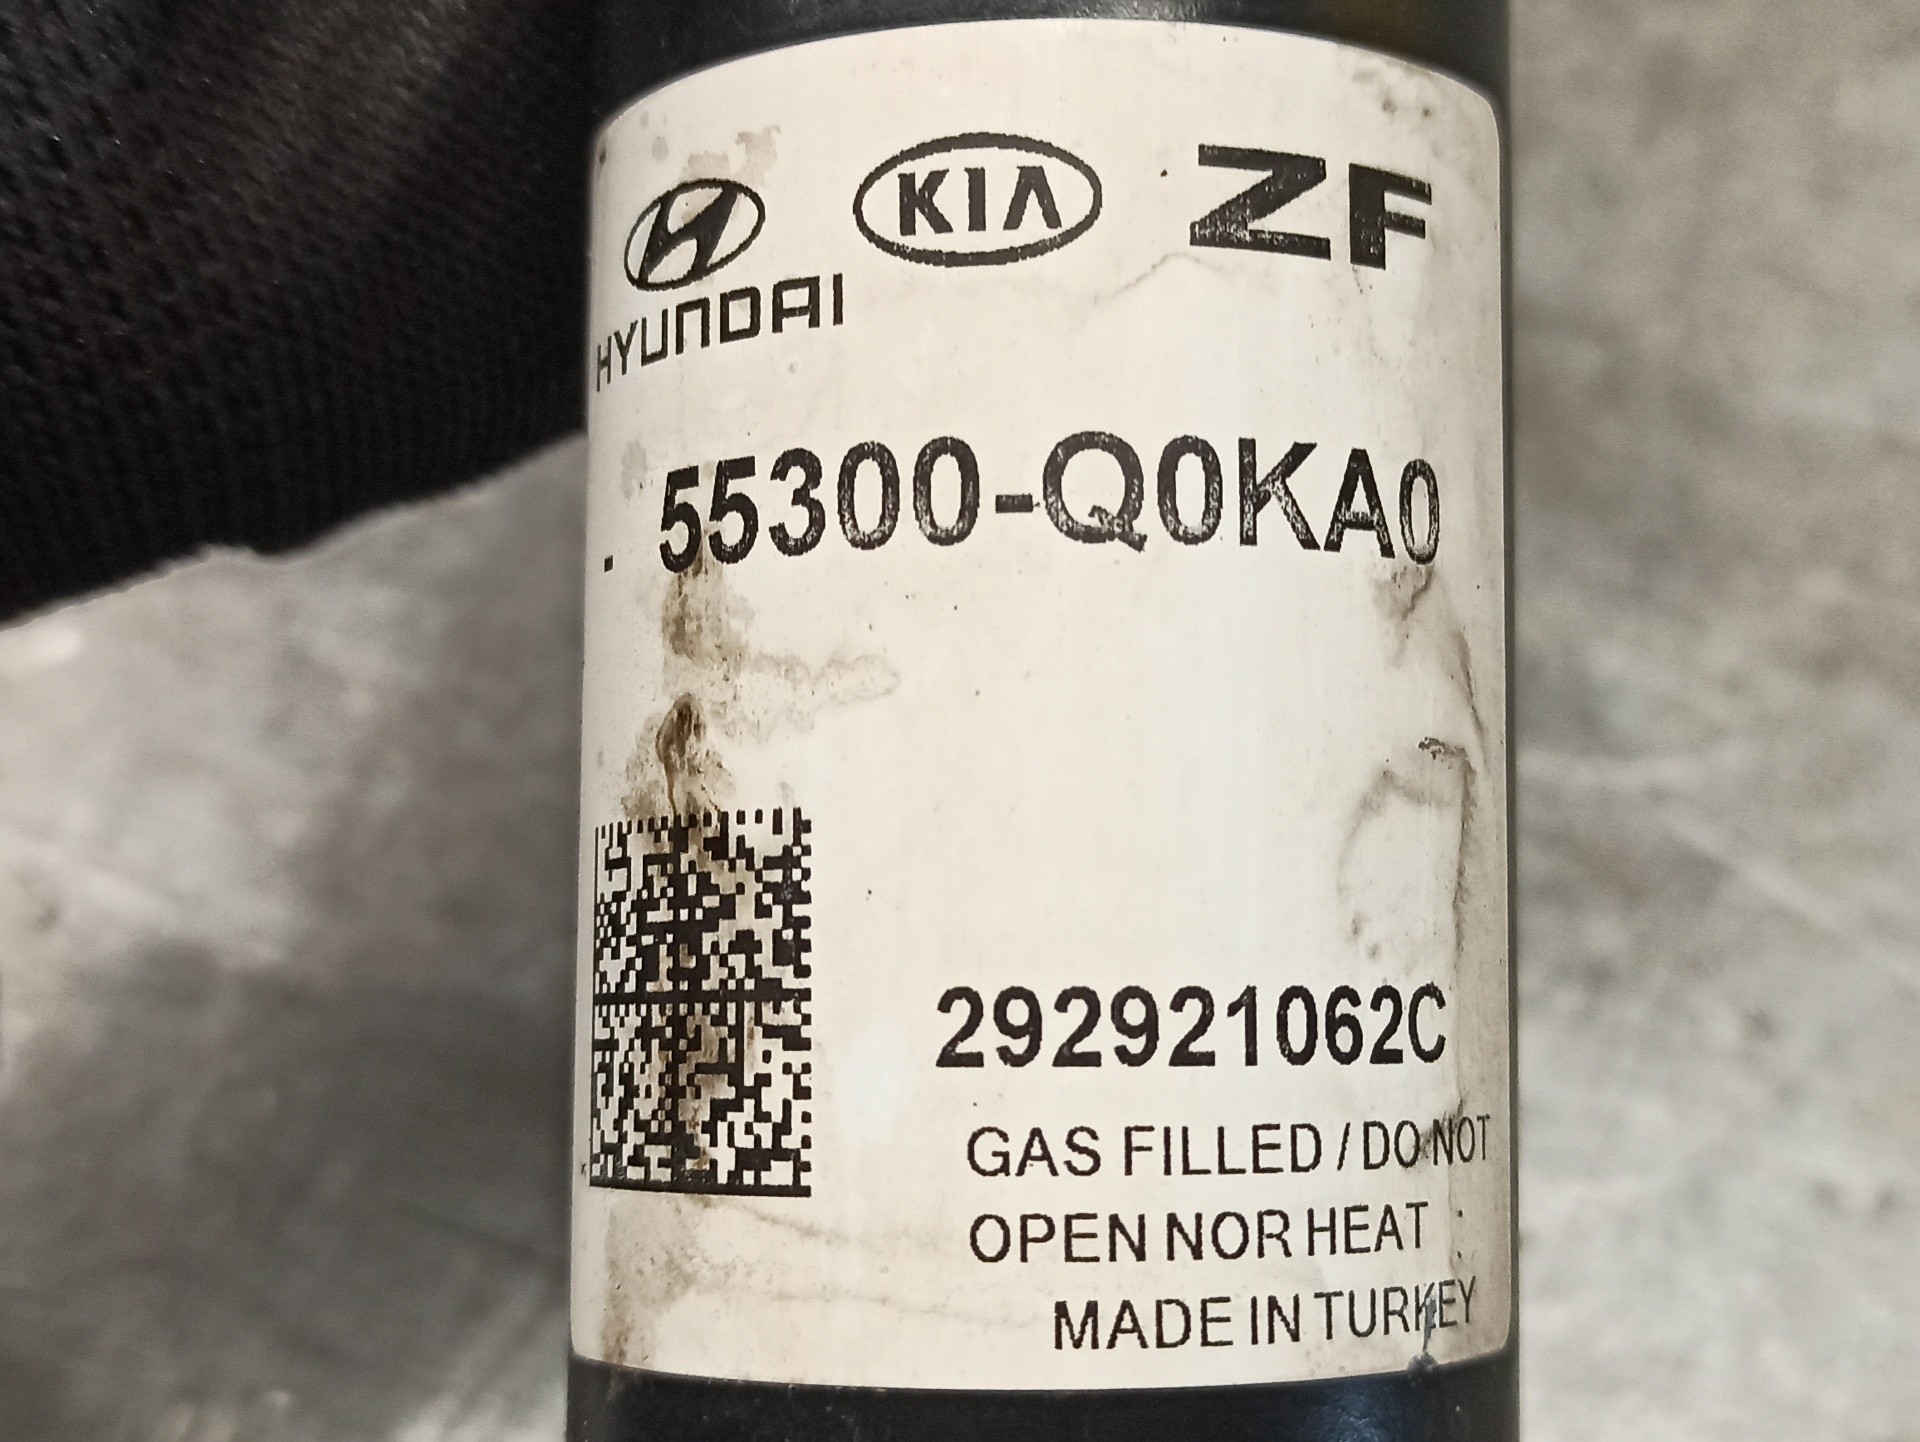 KIA ZF
HYUNDAI
. 55300-Q0KA0
292921062C
GAS FILLED / DO NOT
OPEN NOR HEAT
MADE IN TURKEY